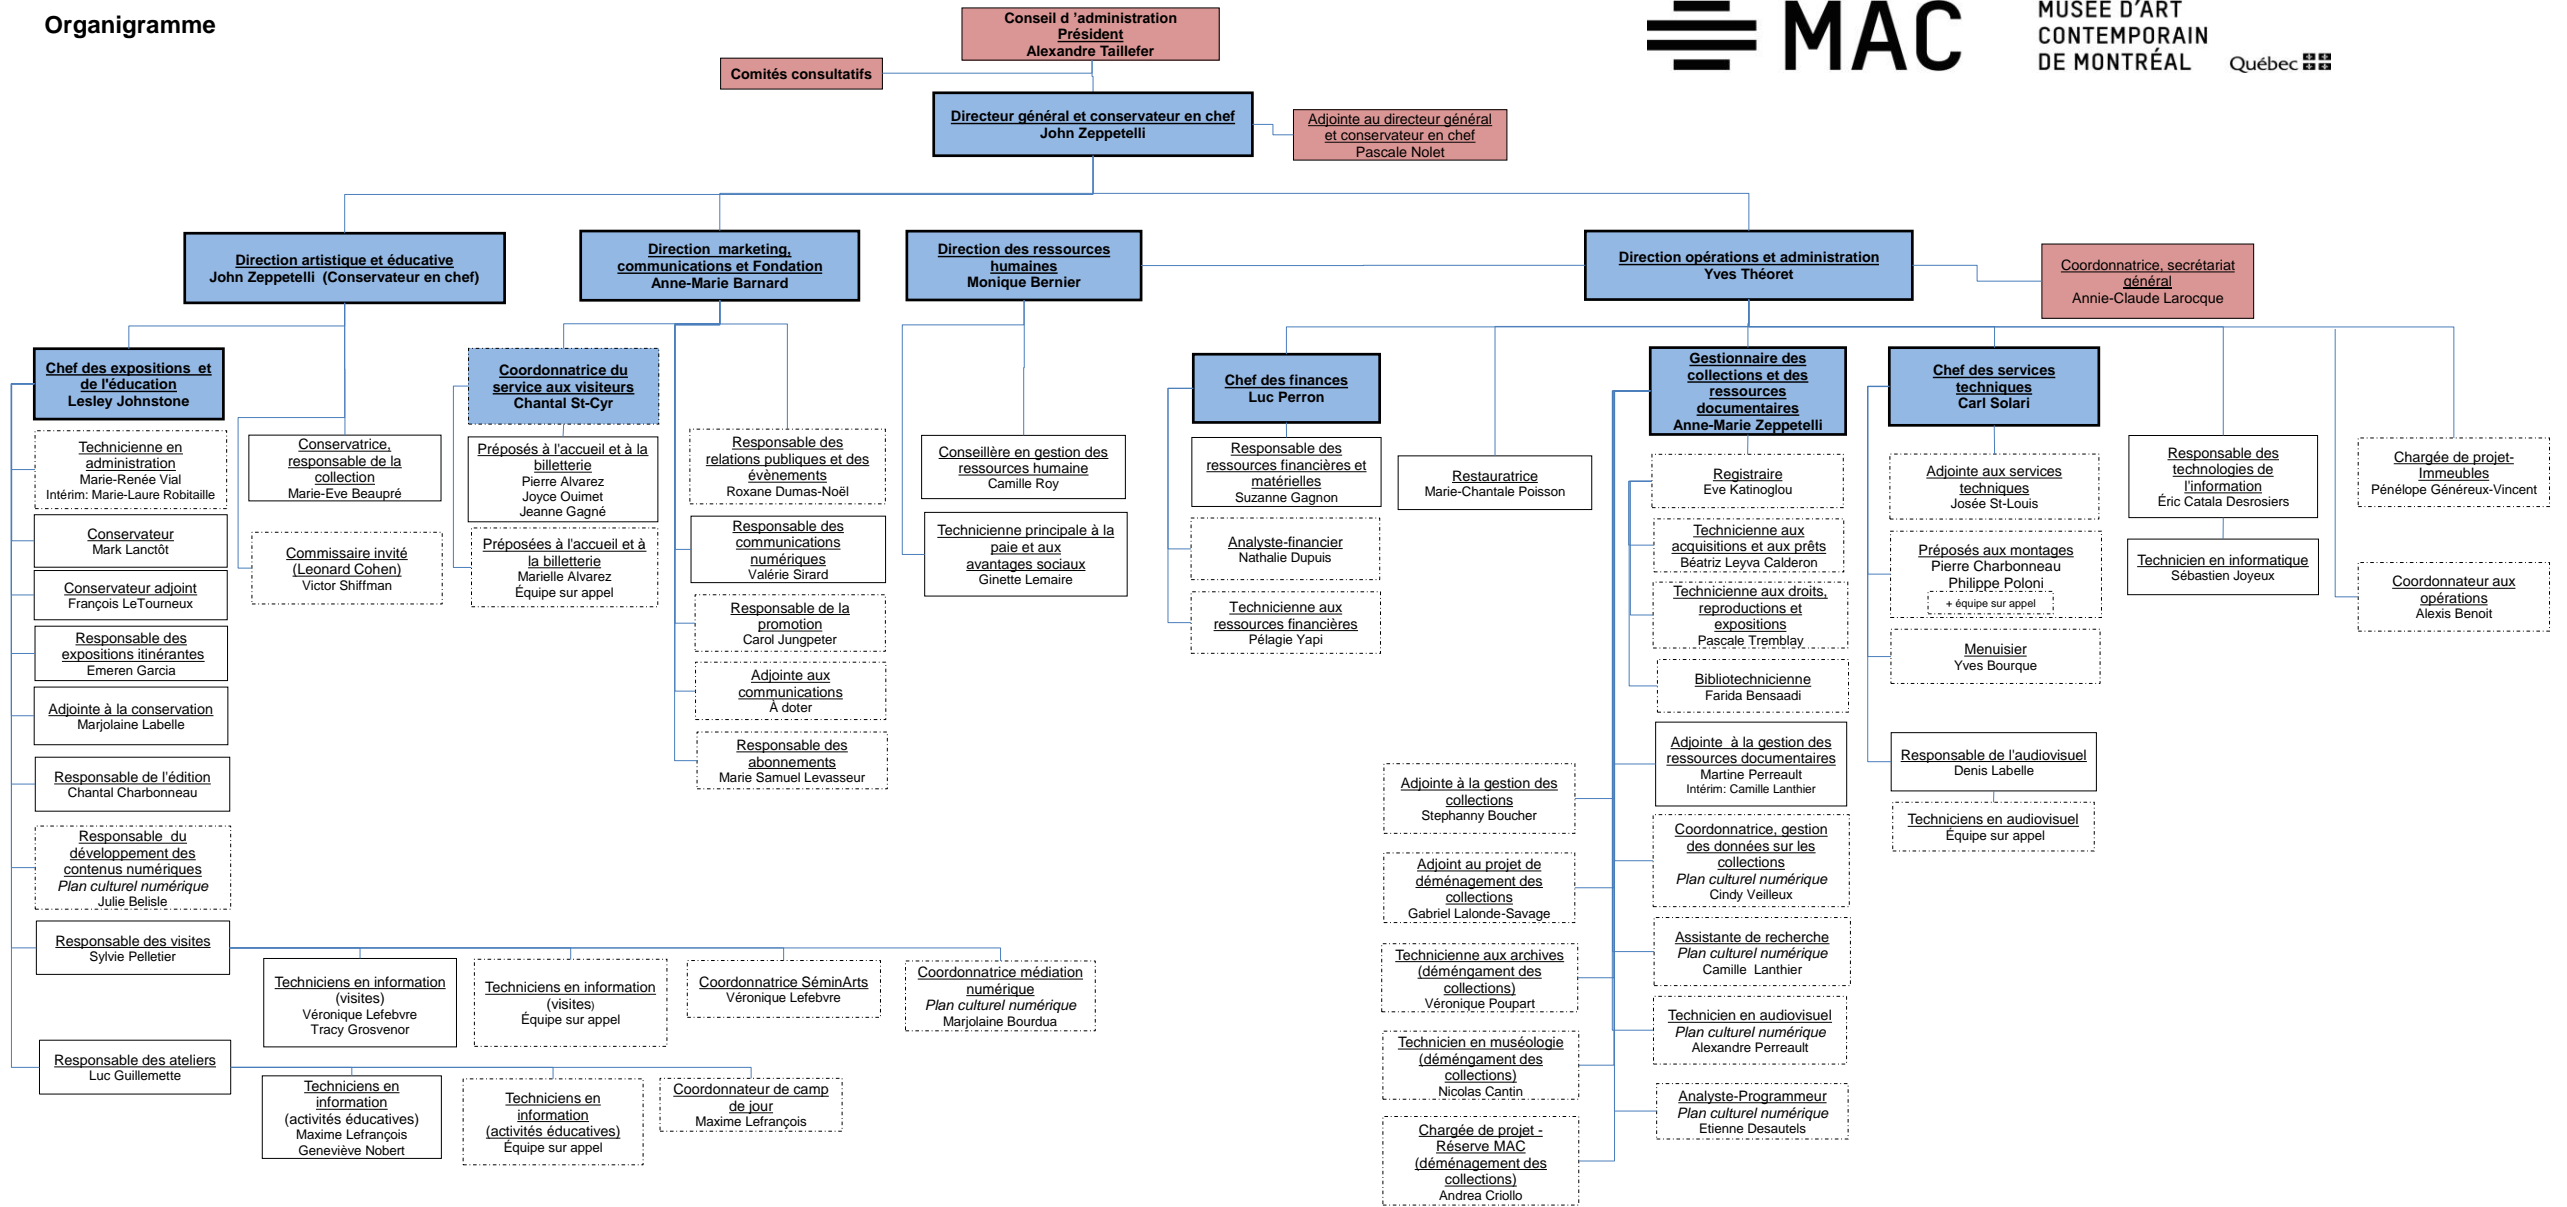 Organigramme
Conseil d ’administration
Président
Alexandre Taillefer
Comités consultatifs
MAC
MUSÉE D'ART
CONTEMPORAIN
DE MONTRÉAL
Québec
Directeur général et conservateur en chef
John Zeppetelli
Adjointe au directeur général
et conservateur en chef
Pascale Nolet
Direction artistique et éducative
John Zeppetelli (Conservateur en chef)
Direction marketing,
communications et Fondation
Anne-Marie Barnard
Direction des ressources
humaines
Monique Bernier
Direction opérations et administration
Yves Théoret
Coordonnatrice, secrétariat
général
Annie-Claude Larocque
Chef des expositions et
de l'éducation
Lesley Johnstone
Technicienne en
administration
Marie-Renée Vial
Intérim: Marie-Laure Robitaille
Conservateur
Mark Lanctôt
Conservateur adjoint
François LeTourneux
Responsable des
expositions itinérantes
Emeren Garcia
Adjointe à la conservation
Marjolaine Labelle
Responsable de l'édition
Chantal Charbonneau
Responsable du
développement des
contenus numériques
Plan culturel numérique
Julie Belisle
Responsable des visites
Sylvie Pelletier
Techniciens en information
(visites)
Véronique Lefebvre
Tracy Grosvenor
Techniciens en information
(visites)
Équipe sur appel
Coordonnatrice SéminArts
Véronique Lefebvre
Coordonnatrice médiation
numérique
Plan culturel numérique
Marjolaine Bourdua
Responsable des ateliers
Luc Guillemette
Techniciens en
information
(activités éducatives)
Maxime Lefrançois
Geneviève Nobert
Techniciens en
information
(activités éducatives)
Équipe sur appel
Coordonnateur de camp
de jour
Maxime Lefrançois
Conservatrice,
responsable de la
collection
Marie-Eve Beaupré
Commissaire invité
(Leonard Cohen)
Victor Shiffman
Coordonnatrice du
service aux visiteurs
Chantal St-Cyr
Préposés à l'accueil et à la
billetterie
Pierre Alvarez
Joyce Ouimet
Jeanne Gagné
Préposées à l'accueil et à
la billetterie
Marielle Alvarez
Équipe sur appel
Responsable des
relations publiques et des
évènements
Roxane Dumas-Noël
Responsable des
communications
numériques
Valérie Sirard
Responsable de la
promotion
Carol Jungpeter
Adjointe aux
communications
À doter
Responsable des
abonnements
Marie Samuel Levasseur
Conseillère en gestion des
ressources humaine
Camille Roy
Technicienne principale à la
paie et aux
avantages sociaux
Ginette Lemaire
Chef des finances
Luc Perron
Responsable des
ressources financières et
matérielles
Suzanne Gagnon
Analyste-financier
Nathalie Dupuis
Technicienne aux
ressources financières
Pélagie Yapi
Restauratrice
Marie-Chantale Poisson
Gestionnaire des
collections et des
ressources
documentaires
Anne-Marie Zeppetelli
Registraire
Eve Katinoglou
Technicienne aux
acquisitions et aux prêts
Béatriz Leyva Calderon
Technicienne aux droits,
reproductions et
expositions
Pascale Tremblay
Bibliotechnicienne
Farida Bensaadi
Adjointe à la gestion des
ressources documentaires
Martine Perreault
Intérim: Camille Lanthier
Coordonnatrice, gestion
des données sur les
collections
Plan culturel numérique
Cindy Veilleux
Assistante de recherche
Plan culturel numérique
Camille Lanthier
Technicien en audiovisuel
Plan culturel numérique
Alexandre Perreault
Analyste-Programmeur
Plan culturel numérique
Etienne Desautels
Adjointe à la gestion des
collections
Stephanny Boucher
Adjoint au projet de
déménagement des
collections
Gabriel Lalonde-Savage
Technicienne aux archives
(déméngament des
collections)
Véronique Poupart
Technicien en muséologie
(déméngament des
collections)
Nicolas Cantin
Chargée de projet -
Réserve MAC
(déménagement des
collections)
Andrea Criollo
Chef des services
techniques
Carl Solari
Adjointe aux services
techniques
Josée St-Louis
Préposés aux montages
Pierre Charbonneau
Philippe Poloni
+ équipe sur appel
Menuisier
Yves Bourque
Responsable de l'audiovisuel
Denis Labelle
Techniciens en audiovisuel
Équipe sur appel
Responsable des
technologies de
l'information
Éric Catala Desrosiers
Technicien en informatique
Sébastien Joyeux
Chargée de projet-
Immeubles
Pénélope Généreux-Vincent
Coordonnateur aux
opérations
Alexis Benoit